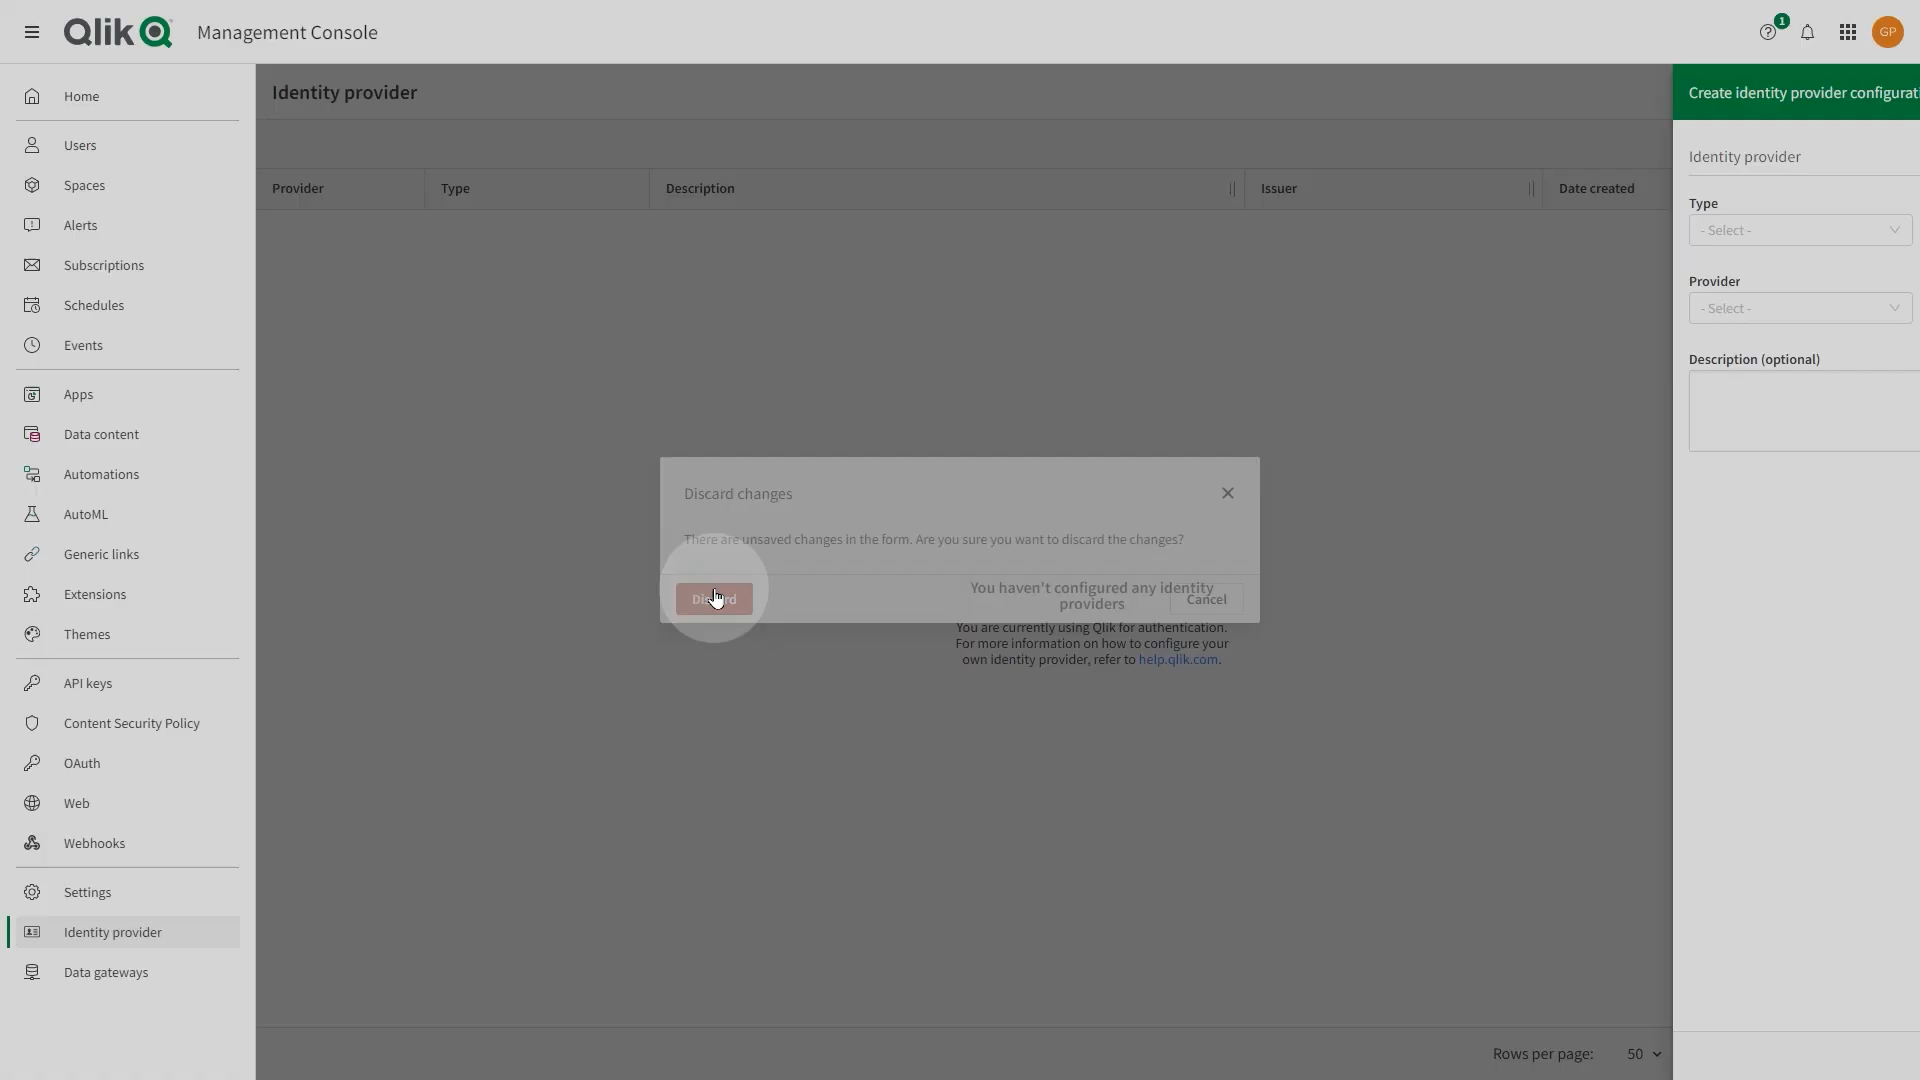 Qlik
Management Console
1
GP
Home
Users
Spaces
Alerts
Subscriptions
Schedules
Events
Apps
Data content
Automations
AutoML
Generic links
Extensions
Themes
API keys
Content Security Policy
OAuth
Web
Webhooks
Settings
Identity provider
Data gateways
Identity provider
Provider
Type
Description
Issuer
Date created
Discard changes
There are unsaved changes in the form. Are you sure you want to discard the changes?
Discard
Cancel
You haven't configured any identity
providers
You are currently using Qlik for authentication.
For more information on how to configure your
own identity provider, refer to help.qlik.com.
Rows per page:
50
Create identity provider configurati
Identity provider
Type
- Select -
Provider
- Select -
Description (optional)